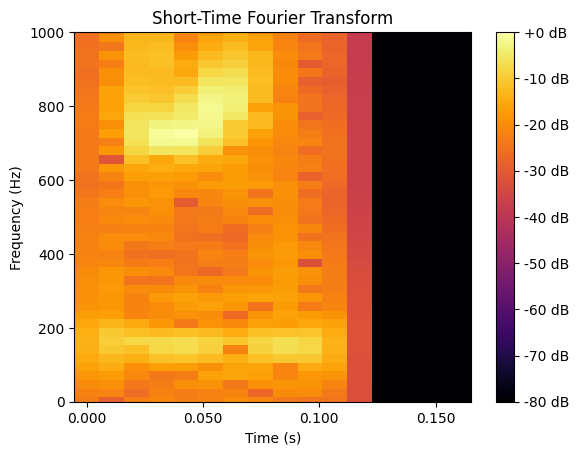 Short-Time Fourier Transform
Frequency (Hz)
1000
800
600
400
200
0
0.000
0.050
0.100
0.150
Time (s)
+0 dB
-10 dB
-20 dB
-30 dB
-40 dB
-50 dB
-60 dB
-70 dB
-80 dB